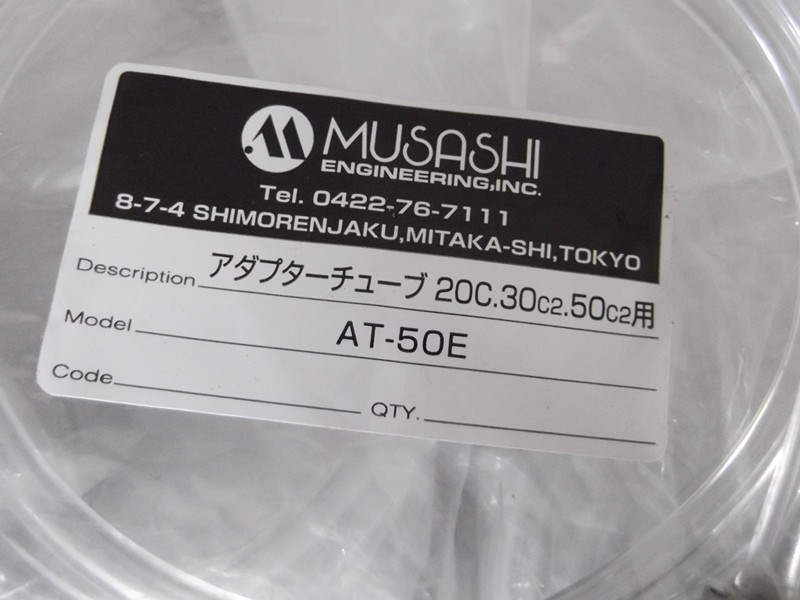 MUSASHI
ENGINEERING,INC.
Tel. 0422-76-7111
8-7-4 SHIMORENJAKU,MITAKA-SHI,TOKYO
Description アダプターチューブ 20C.30C2.50C2用
Model AT-50E
Code QTY.